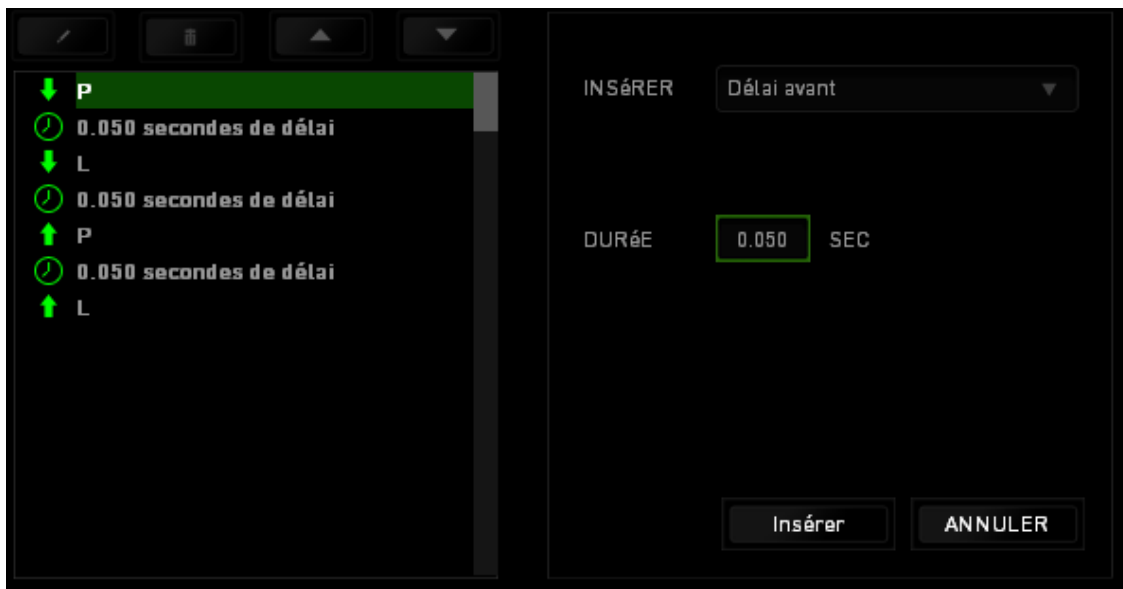 P
0.050 secondes de délai
L
0.050 secondes de délai
P
0.050 secondes de délai
L
INSéRER Délai avant
DURéE 0.050 SEC
Insérer ANNULER